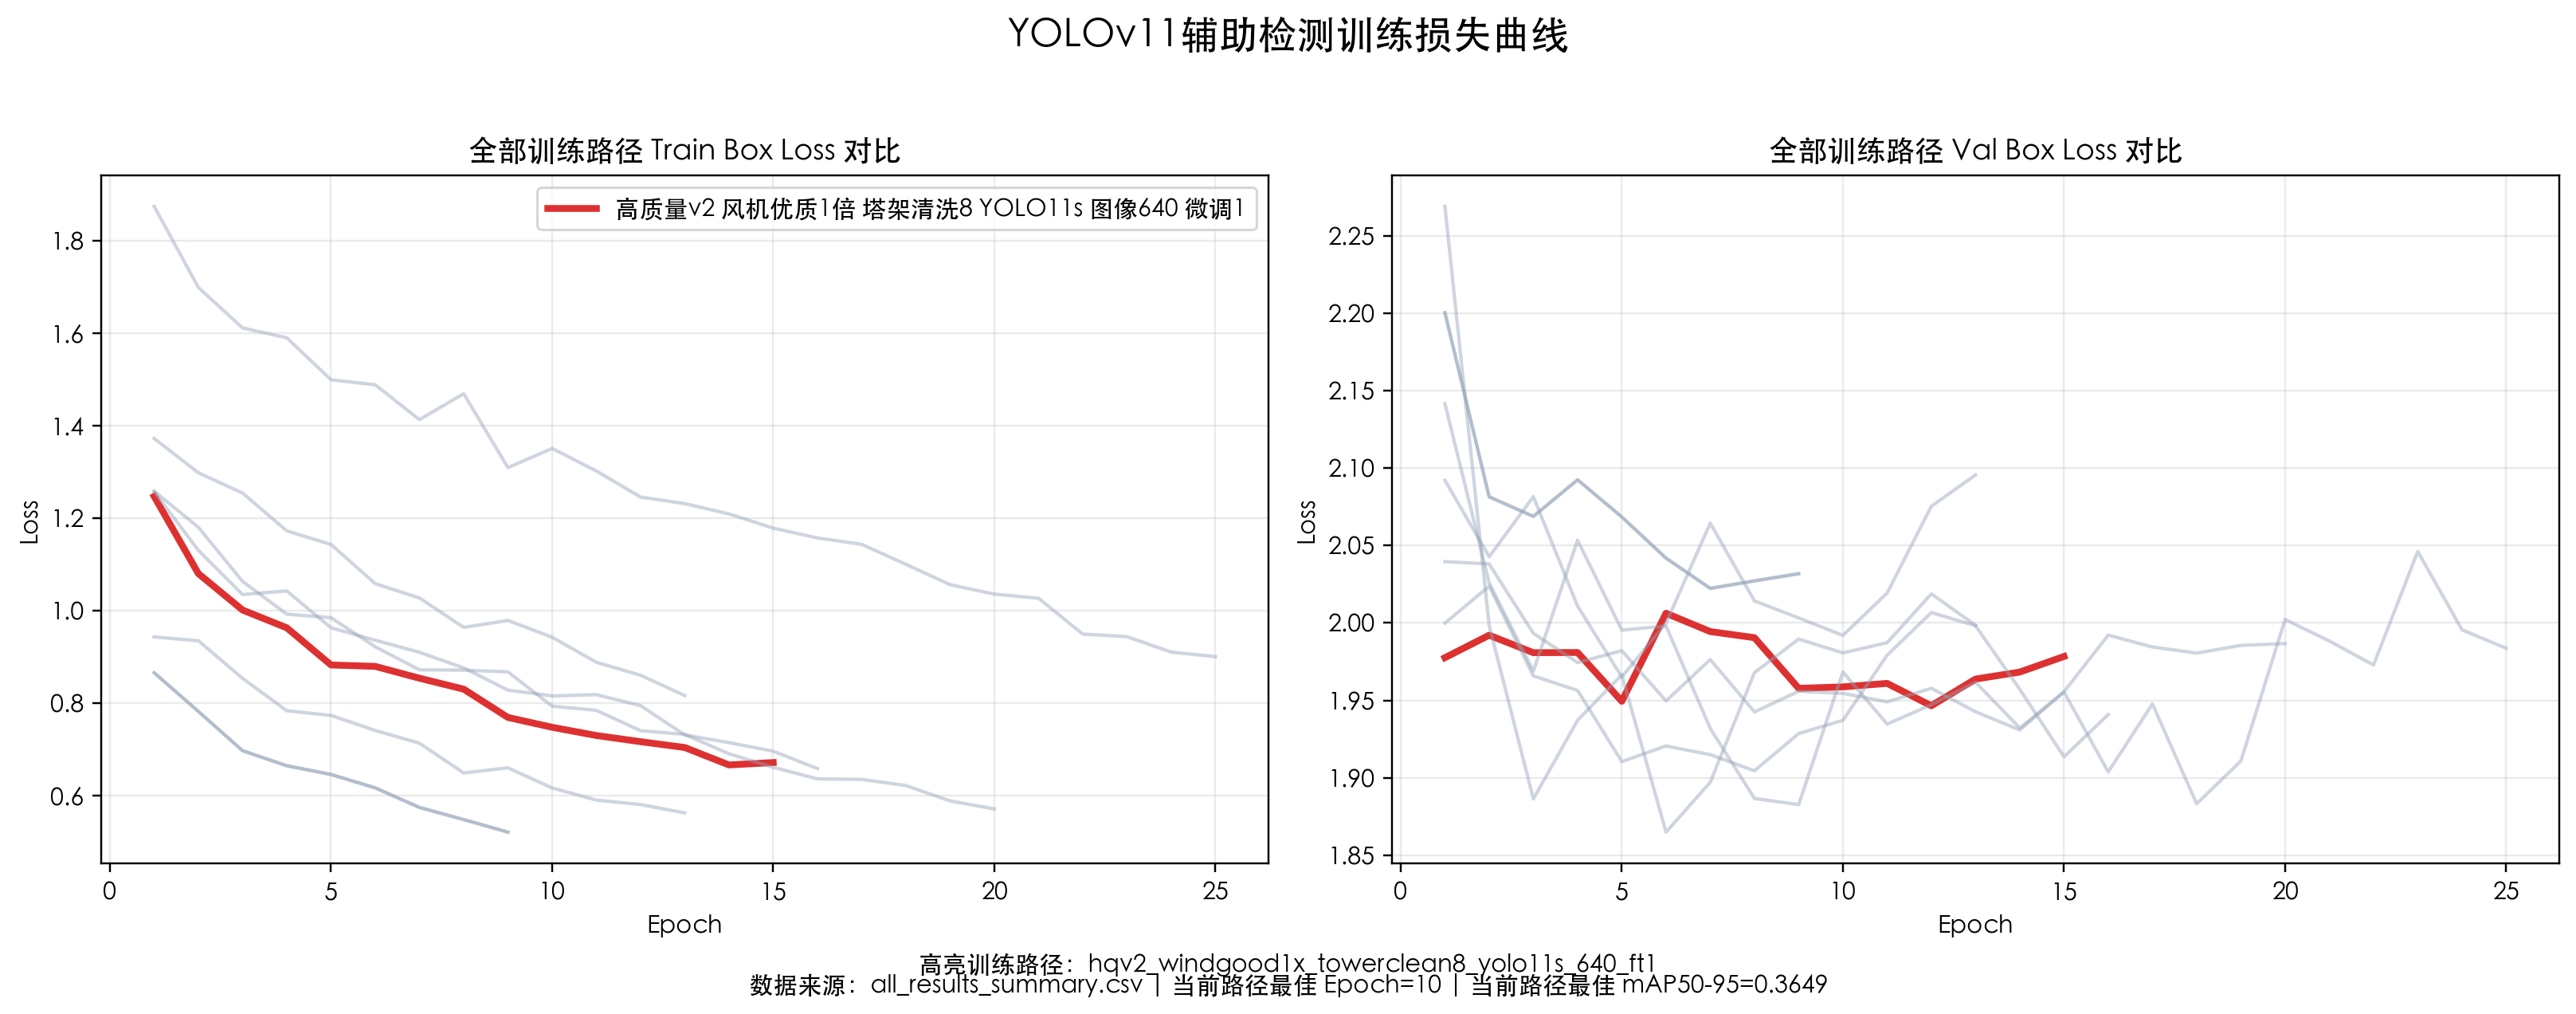 YOLOv11辅助检测训练损失曲线
全部训练路径 Train Box Loss 对比
高质量v2 风机优质1倍 塔架清洗8 YOLO11s 图像640 微调1
1.8
1.6
1.4
1.2
1.0
0.8
0.6
Loss
0 5 10 15 20 25
Epoch
全部训练路径 Val Box Loss 对比
2.25
2.20
2.15
2.10
2.05
2.00
1.95
1.90
1.85
Loss
0 5 10 15 20 25
Epoch
高亮训练路径：hqv2_windgood1x_towerclean8_yolo11s_640_ft1
数据来源：all_results_summary.csv | 当前路径最佳 Epoch=10 | 当前路径最佳 mAP50-95=0.3649